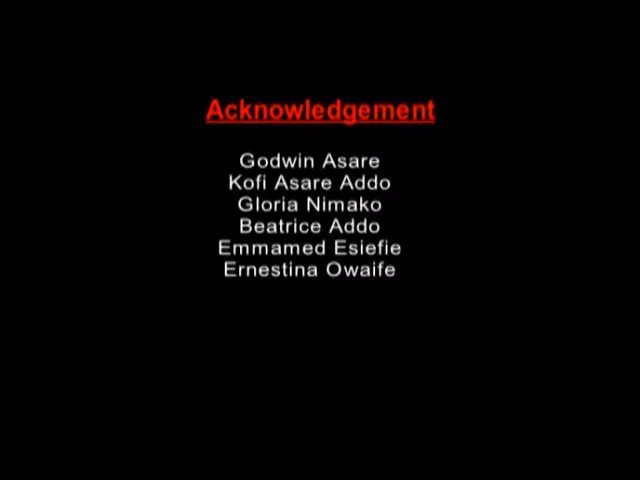 Acknowledgement
Godwin Asare
Kofi Asare Addo
Gloria Nimako
Beatrice Addo
Emmamed Esiefie
Ernestina Owaife